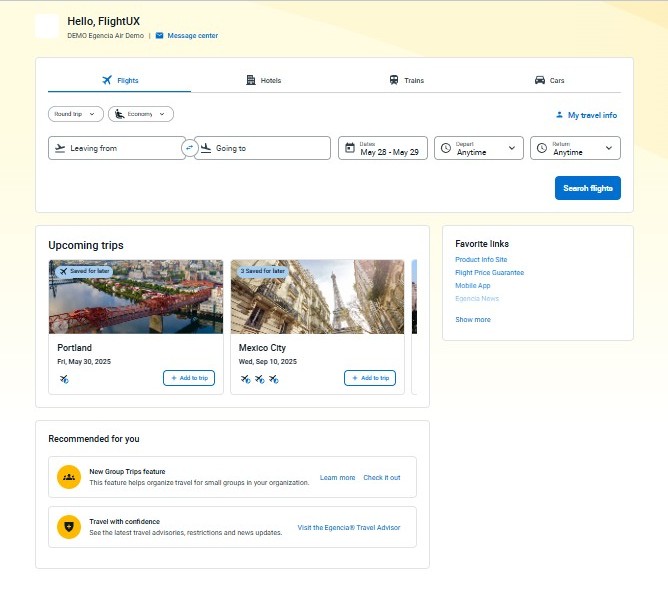 Hello, FlightUX
DEMO Egencia Air Demo | Message center
Flights
Hotels
Trains
Cars
Round trip
Economy
My travel info
Leaving from
Going to
Dates
May 28 - May 29
Depart
Anytime
Return
Anytime
Search flights
Upcoming trips
Saved for later
Portland
Fri, May 30, 2025
+ Add to trip
3 Saved for later
Mexico City
Wed, Sep 10, 2025
+ Add to trip
Favorite links
Product Info Site
Flight Price Guarantee
Mobile App
Egencia News
Show more
Recommended for you
New Group Trips feature
This feature helps organize travel for small groups in your organization.
Learn more
Check it out
Travel with confidence
See the latest travel advisories, restrictions and news updates.
Visit the Egencia® Travel Advisor